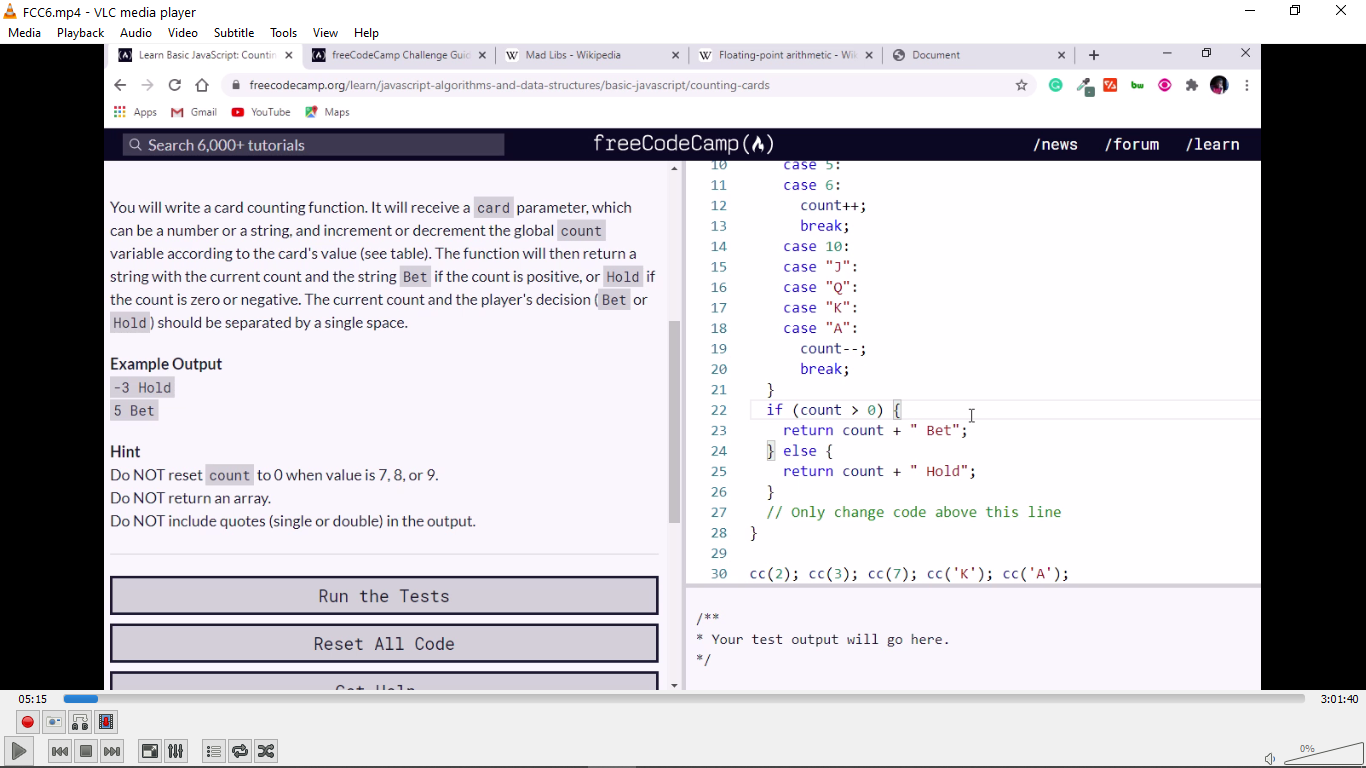 FCC6.mp4 - VLC media player
Media Playback Audio Video Subtitle Tools View Help
Learn Basic JavaScript: Countin
freeCodeCamp Challenge Guid
Mad Libs - Wikipedia
Floating-point arithmetic - Wik
Document
freecodecamp.org/learn/javascript-algorithms-and-data-structures/basic-javascript/counting-cards
Apps Gmail YouTube Maps
Search 6,000+ tutorials
freeCodeCamp
/news /forum /learn
You will write a card counting function. It will receive a card parameter, which
can be a number or a string, and increment or decrement the global count
variable according to the card's value (see table). The function will then return a
string with the current count and the string Bet if the count is positive, or Hold if
the count is zero or negative. The current count and the player's decision ( Bet or
Hold ) should be separated by a single space.
Example Output
-3 Hold
5 Bet
Hint
Do NOT reset count to 0 when value is 7, 8, or 9.
Do NOT return an array.
Do NOT include quotes (single or double) in the output.
Run the Tests
Reset All Code
Get Help
10 case 5:
11 case 6:
12 count++;
13 break;
14 case 10:
15 case "J":
16 case "Q":
17 case "K":
18 case "A":
19 count--;
20 break;
21 }
22 if (count > 0) {
23 return count + " Bet";
24 } else {
25 return count + " Hold";
26 }
27 // Only change code above this line
28 }
29
30 cc(2); cc(3); cc(7); cc('K'); cc('A');
/**
* Your test output will go here.
*/
05:15
3:01:40
0%